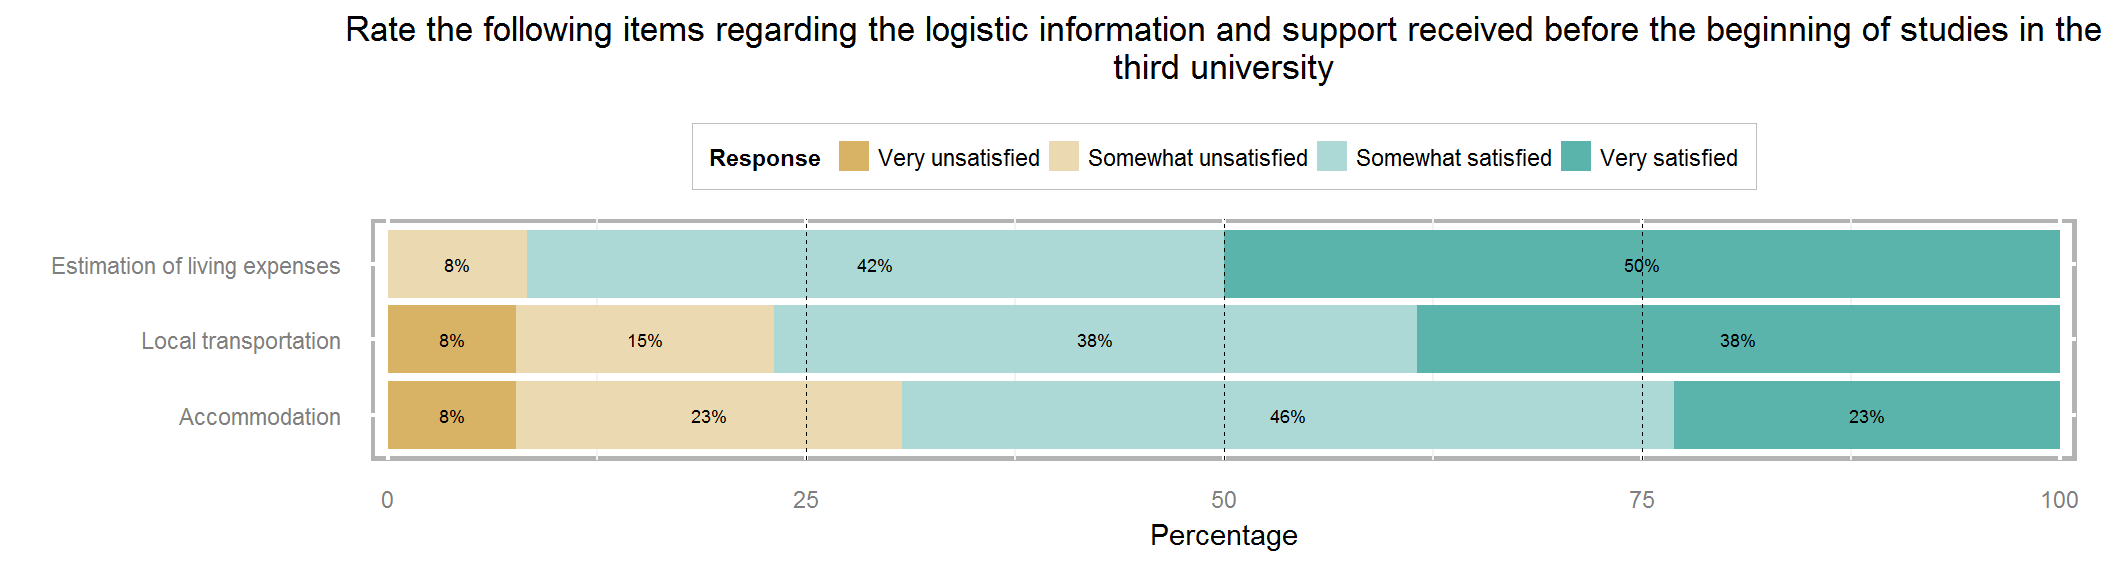 Rate the following items regarding the logistic information and support received before the beginning of studies in the
third university
Response Very unsatisfied Somewhat unsatisfied Somewhat satisfied Very satisfied
Estimation of living expenses 8% 42% 50%
Local transportation 8% 15% 38% 38%
Accommodation 8% 23% 46% 23%
0 25 50 75 100
Percentage